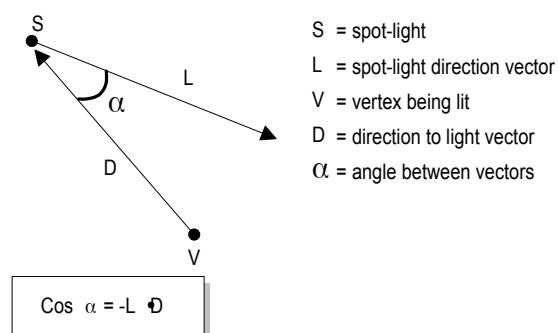 S
L
α
D
V
Cos α = -L • D
S = spot-light
L = spot-light direction vector
V = vertex being lit
D = direction to light vector
α = angle between vectors